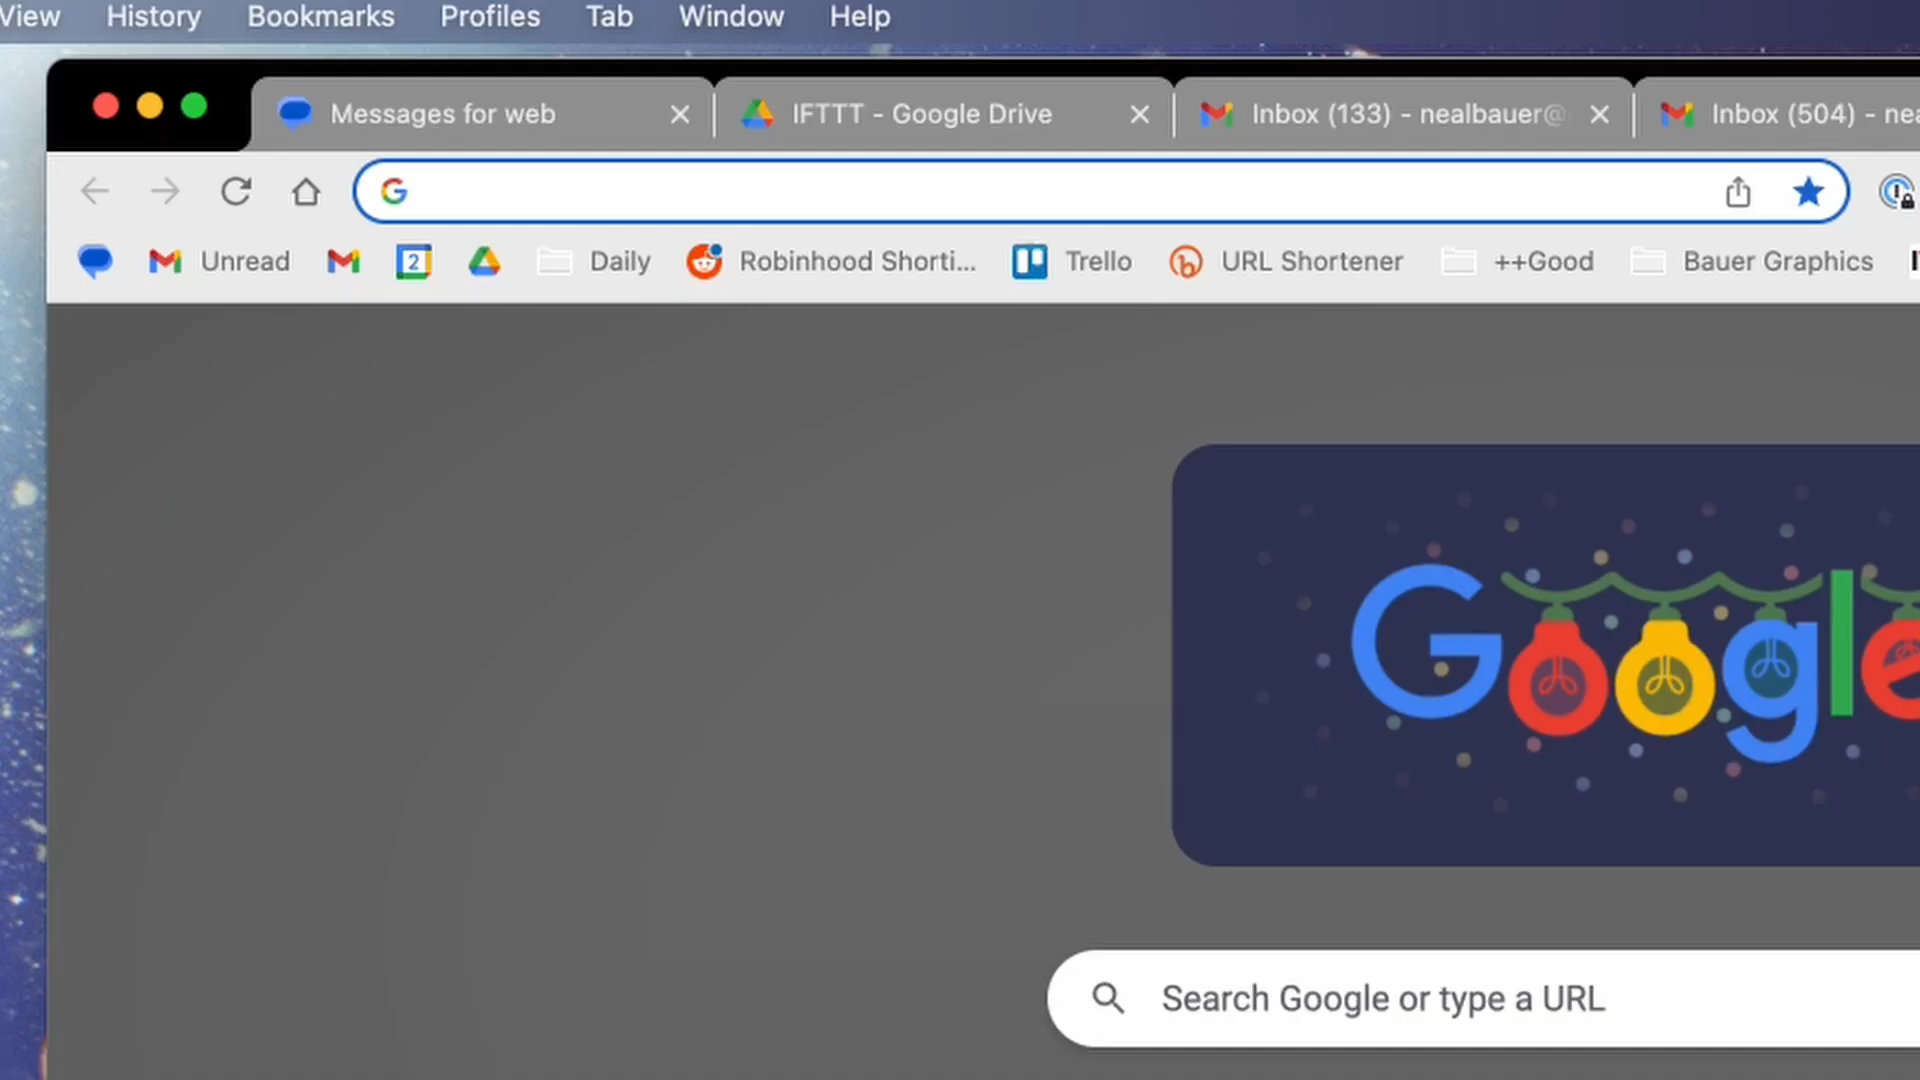 View History Bookmarks Profiles Tab Window Help
Messages for web IFTTT - Google Drive Inbox (133) - nealbauer@ Inbox (504) - nea
2 Unread Daily Robinhood Shorti... Trello URL Shortener ++Good Bauer Graphics
Google
Search Google or type a URL